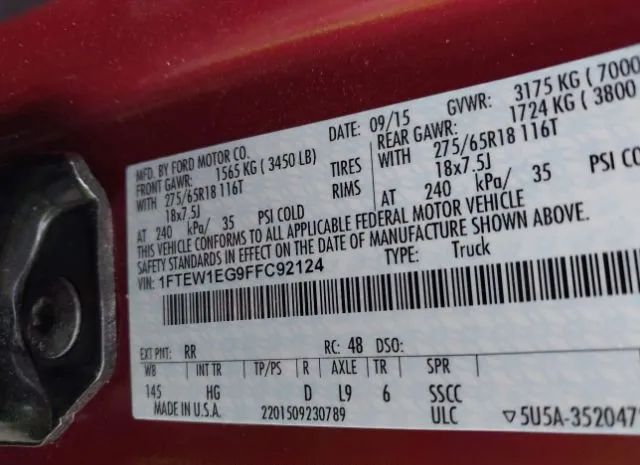 MFD. BY FORD MOTOR CO. DATE: 09/15 GVWR: 3175 KG ( 7000
FRONT GAWR: 1565 KG ( 3450 LB) REAR GAWR: 1724 KG ( 3800
WITH 275/65R18 116T TIRES WITH 275/65R18 116T
18x7.5J RIMS 18x7.5J
AT 240 kPa/ 35 PSI COLD AT 240 kPa/ 35 PSI COLD
THIS VEHICLE CONFORMS TO ALL APPLICABLE FEDERAL MOTOR VEHICLE
SAFETY STANDARDS IN EFFECT ON THE DATE OF MANUFACTURE SHOWN ABOVE.
VIN: 1FTEW1EG9FFC92124 TYPE: Truck
EXT PNT: RR RC: 48 DSO:
WB INT TR TP/PS R AXLE TR SPR
145 HG D L9 6 SSCC
MADE IN U.S.A. 2201509230789 ULC ▽5U5A-3520472